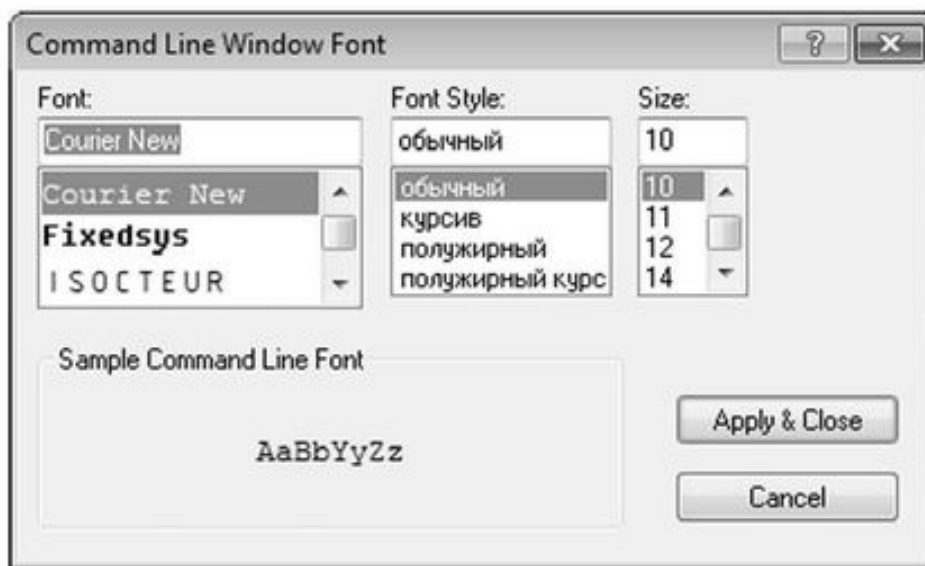 Command Line Window Font
Font:
Font Style:
Size:
Courier New
обычный
10
Courier New
Fixedsys
ISOCTEUR
обычный
курсив
полужирный
полужирный курс
10
11
12
14
Sample Command Line Font
AaBbYyZz
Apply & Close
Cancel